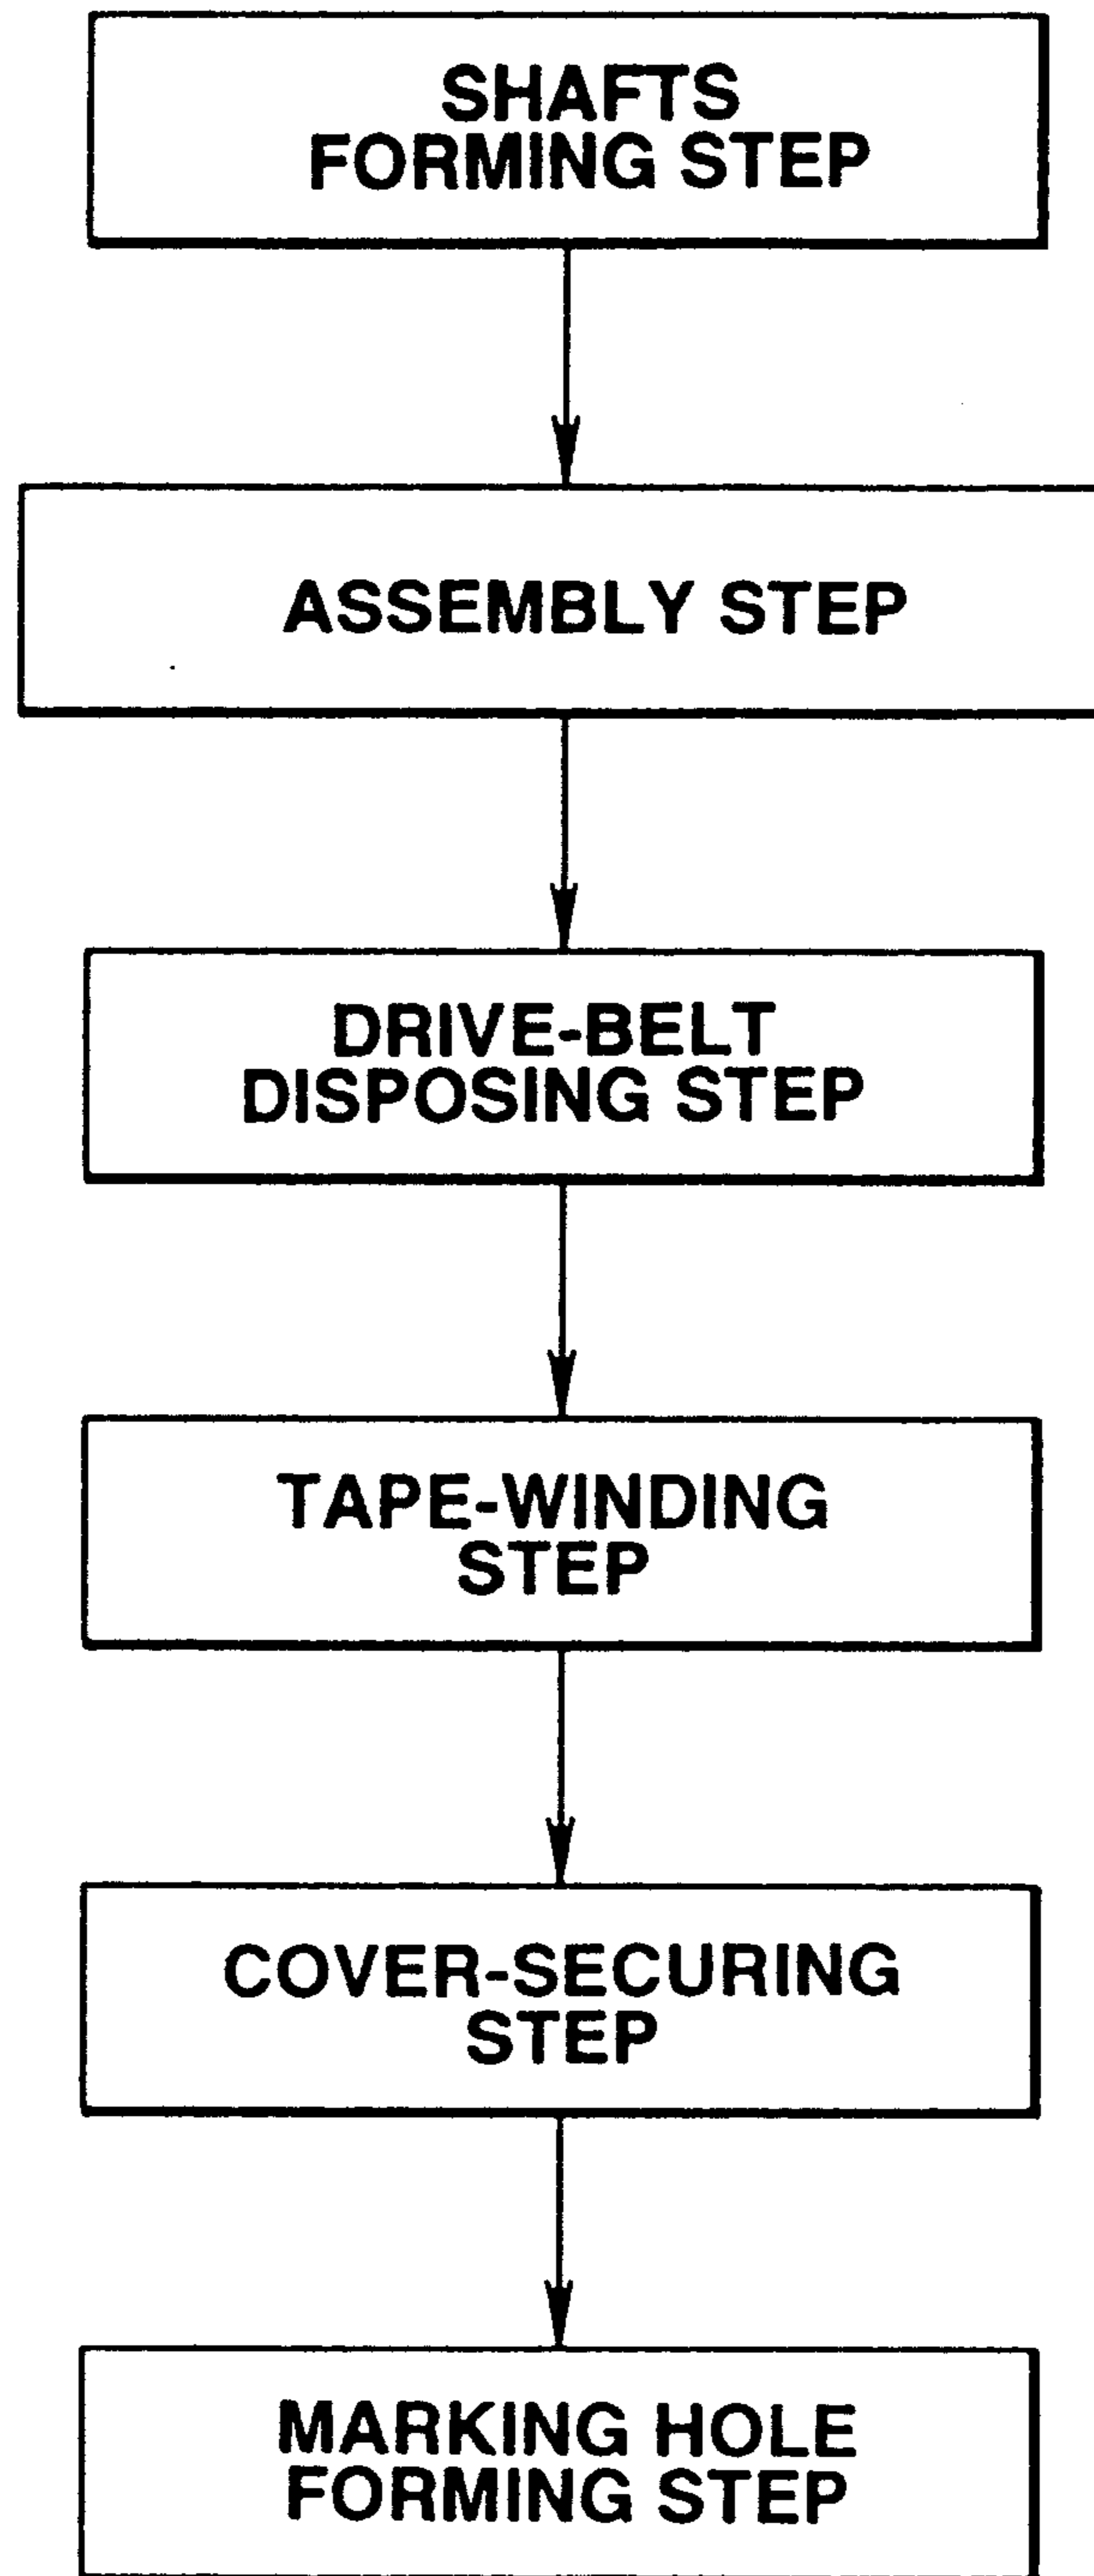 SHAFTS
FORMING STEP
ASSEMBLY STEP
DRIVE-BELT
DISPOSING STEP
TAPE-WINDING
STEP
COVER-SECURING
STEP
MARKING HOLE
FORMING STEP